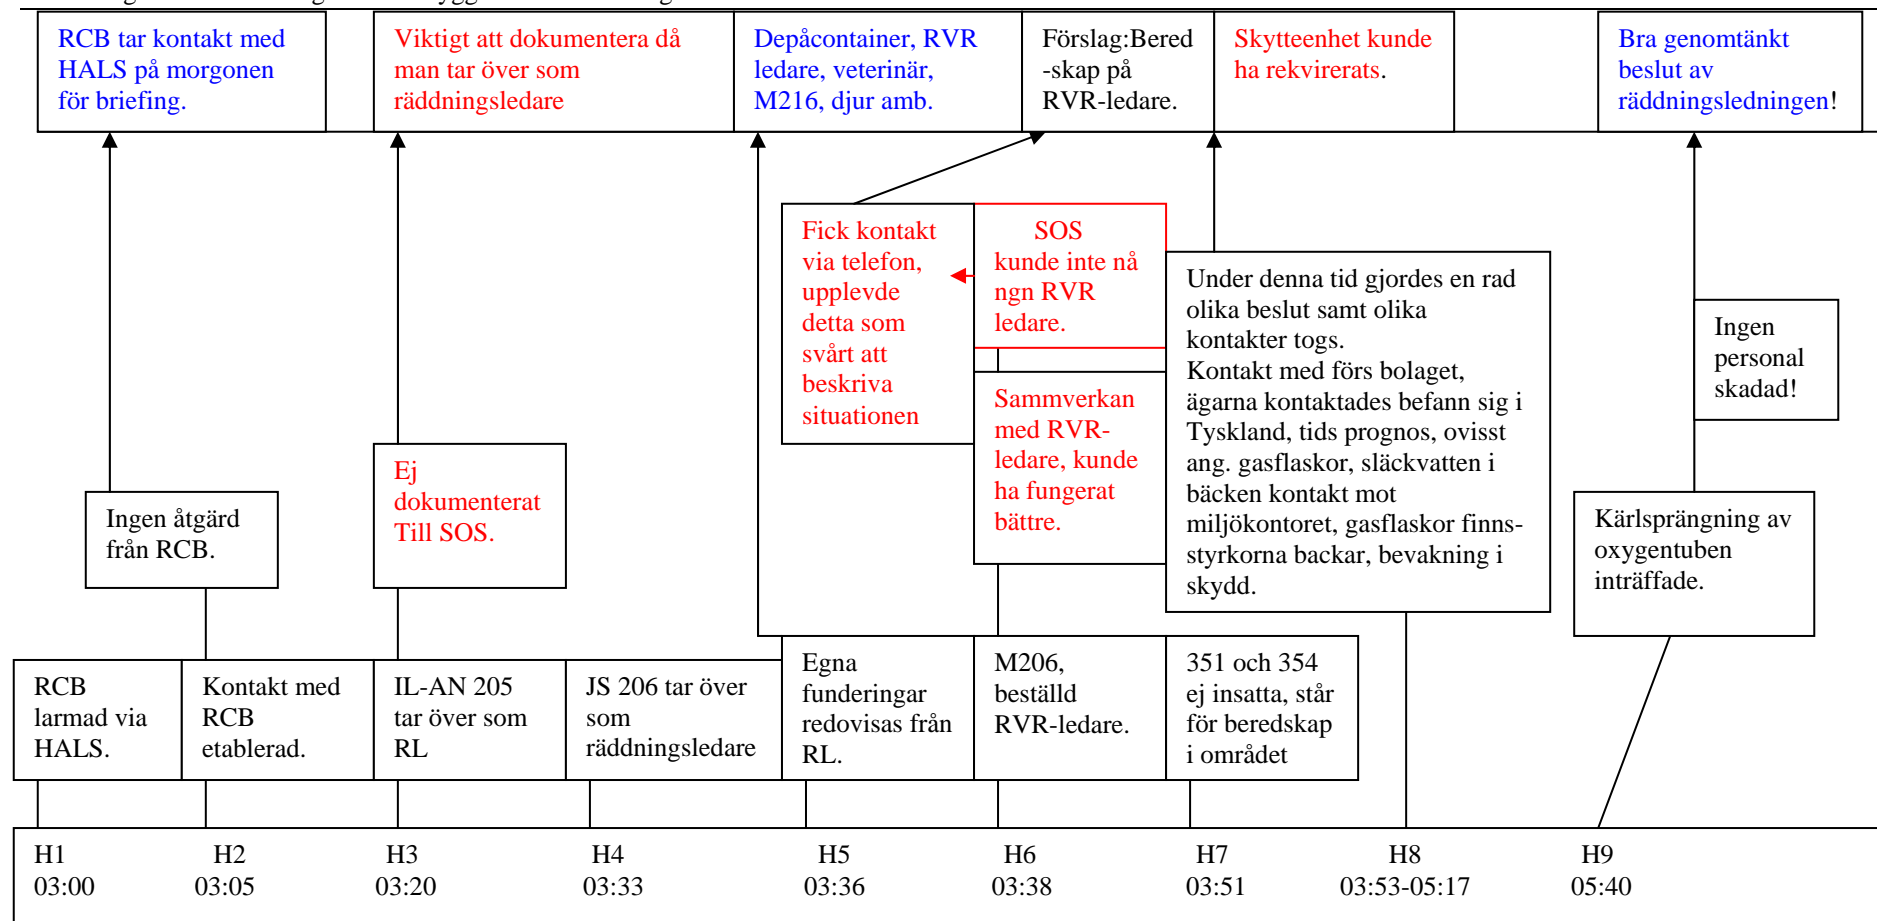 RCB tar kontakt med
HALS på morgonen
för briefing.
Viktigt att dokumentera då
man tar över som
räddningsledare
Depåcontainer, RVR
ledare, veterinär,
M216, djur amb.
Förslag:Bered
-skap på
RVR-ledare.
Skytteenhet kunde
ha rekvirerats.
Bra genomtänkt
beslut av
räddningsledningen!
Fick kontakt
via telefon,
upplevde
detta som
svårt att
beskriva
situationen
SOS
kunde inte nå
ngn RVR
ledare.
Under denna tid gjordes en rad
olika beslut samt olika
kontakter togs.
Kontakt med förs bolaget,
ägarna kontaktades befann sig i
Tyskland, tids prognos, ovisst
ang. gasflaskor, släckvatten i
bäcken kontakt mot
miljökontoret, gasflaskor finns-
styrkorna backar, bevakning i
skydd.
Ingen
personal
skadad!
Sammverkan
med RVR-
ledare, kunde
ha fungerat
bättre.
Ej
dokumenterat
Till SOS.
Ingen åtgärd
från RCB.
Kärlsprängning av
oxygentuben
inträffade.
RCB
larmad via
HALS.
Kontakt med
RCB
etablerad.
IL-AN 205
tar över som
RL
JS 206 tar över
som
räddningsledare
Egna
funderingar
redovisas från
RL.
M206,
beställd
RVR-ledare.
351 och 354
ej insatta, står
för beredskap
i området
H1 H2 H3 H4 H5 H6 H7 H8 H9
03:00 03:05 03:20 03:33 03:36 03:38 03:51 03:53-05:17 05:40